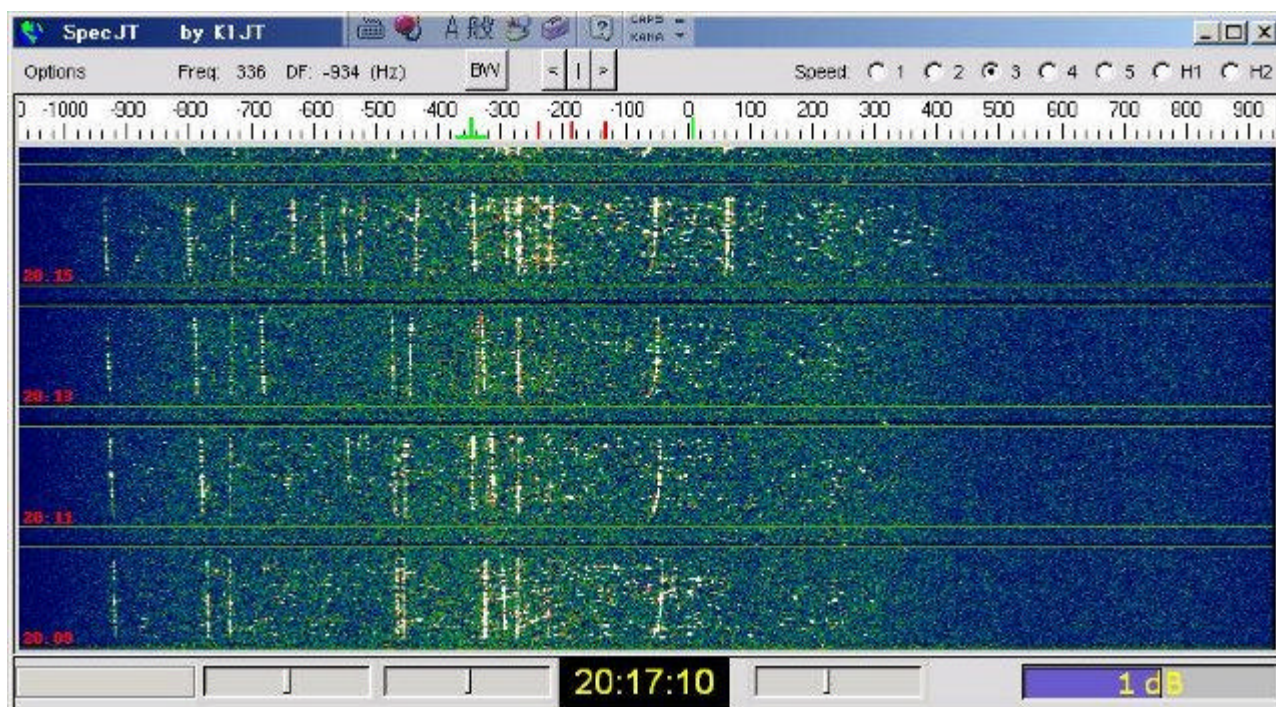 SpecJT by K1JT A 般 CAPS KANA
Options Freq: 336 DF: -934 (Hz) BW < | > Speed: 1 2 3 4 5 H1 H2
0 -1000 -900 -800 -700 -600 -500 -400 -300 -200 -100 0 100 200 300 400 500 600 700 800 900
20:15
20:13
20:11
20:09
20:17:10 1 dB